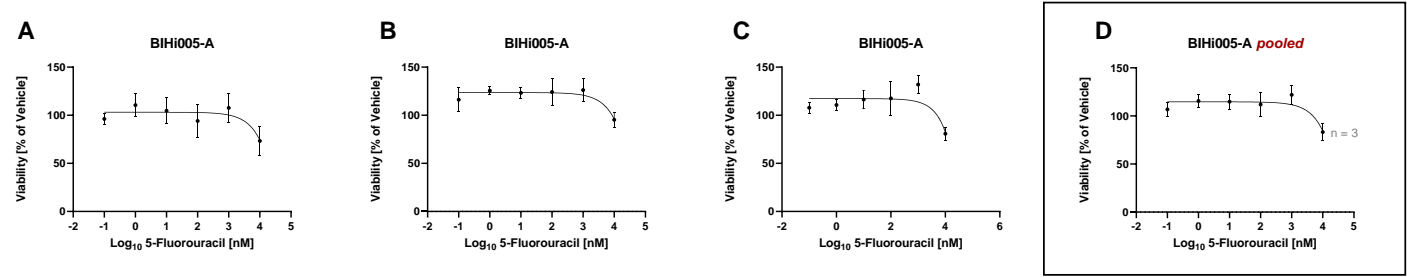 A
BIHi005-A
Viability [% of Vehicle]
150
100
50
0
-2 -1 0 1 2 3 4 5
Log10 5-Fluorouracil [nM]
B
BIHi005-A
Viability [% of Vehicle]
150
100
50
0
-2 -1 0 1 2 3 4 5
Log10 5-Fluorouracil [nM]
C
BIHi005-A
Viability [% of Vehicle]
150
100
50
0
-2 0 2 4 6
Log10 5-Fluorouracil [nM]
D
BIHi005-A pooled
Viability [% of Vehicle]
150
100
50
0
n = 3
-2 -1 0 1 2 3 4 5
Log10 5-Fluorouracil [nM]